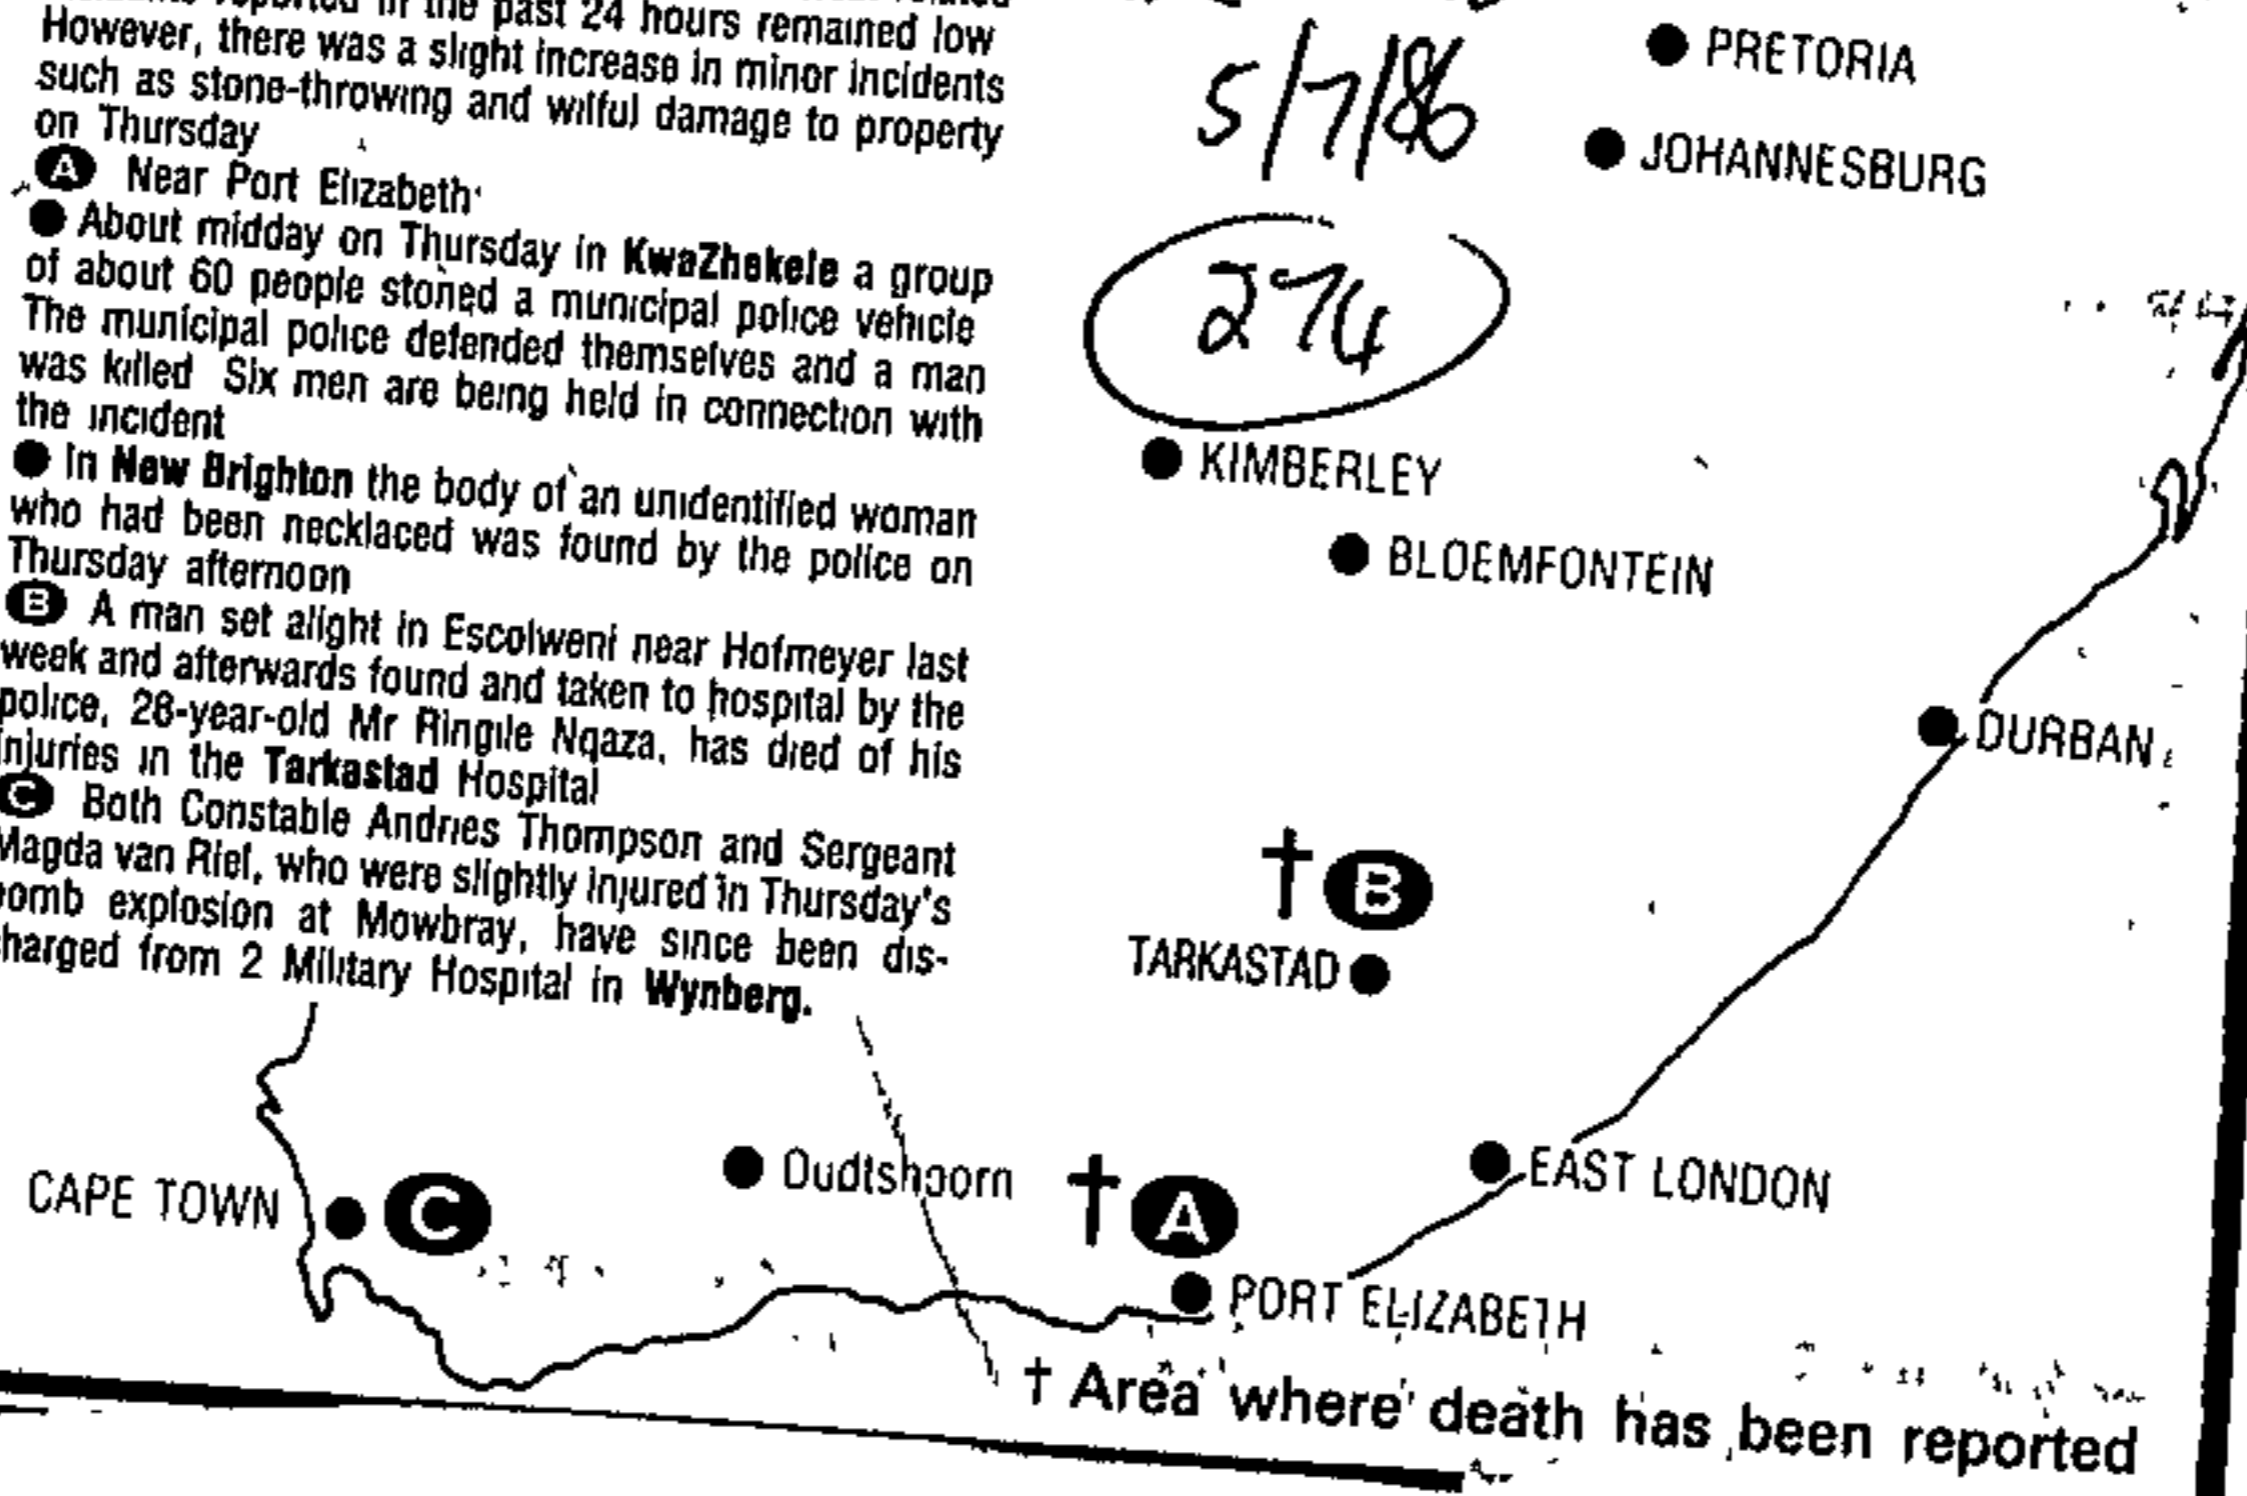 reported in the past 24 hours remained low
However, there was a slight increase in minor incidents
such as stone-throwing and wilful damage to property
on Thursday
A Near Port Elizabeth
● About midday on Thursday in KwaZhekele a group
of about 60 people stoned a municipal police vehicle
The municipal police defended themselves and a man
was killed Six men are being held in connection with
the incident
● In New Brighton the body of an unidentified woman
who had been necklaced was found by the police on
Thursday afternoon
B A man set alight in Escolweni near Hofmeyer last
week and afterwards found and taken to hospital by the
police, 28-year-old Mr Ringile Nqaza, has died of his
injuries in the Tarkastad Hospital
C Both Constable Andries Thompson and Sergeant
Magda van Riel, who were slightly injured in Thursday's
bomb explosion at Mowbray, have since been dis-
charged from 2 Military Hospital in Wynberg.
5/7/86
274
PRETORIA
JOHANNESBURG
KIMBERLEY
BLOEMFONTEIN
DURBAN
† B
TARKASTAD
EAST LONDON
Oudtshoorn
† A
PORT ELIZABETH
CAPE TOWN
C
† Area where death has been reported